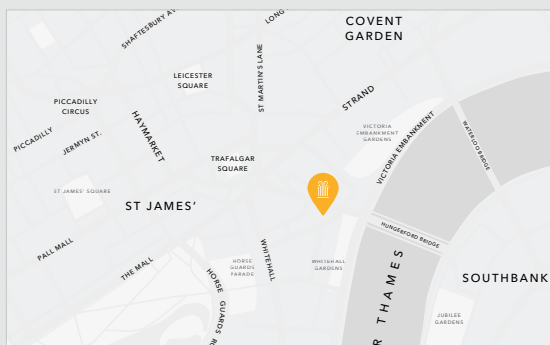 SHAFTESBURY AV
LONG
COVENT
GARDEN
ST MARTIN'S LANE
LEICESTER
SQUARE
STRAND
PICCADILLY
CIRCUS
HAYMARKET
PICCADILLY
JERMYN ST.
VICTORIA
EMBANKMENT
GARDENS
VICTORIA EMBANKMENT
WATERLOO BRIDGE
TRAFALGAR
SQUARE
ST JAMES' SQUARE
ST JAMES'
HUNGERFORD BRIDGE
PALL MALL
THE MALL
HORSE
GUARDS
PARADE
WHITEHALL
WHITEHALL
GARDENS
HORSE GUARDS RO
R THAMES
SOUTHBANK
JUBILEE
GARDENS